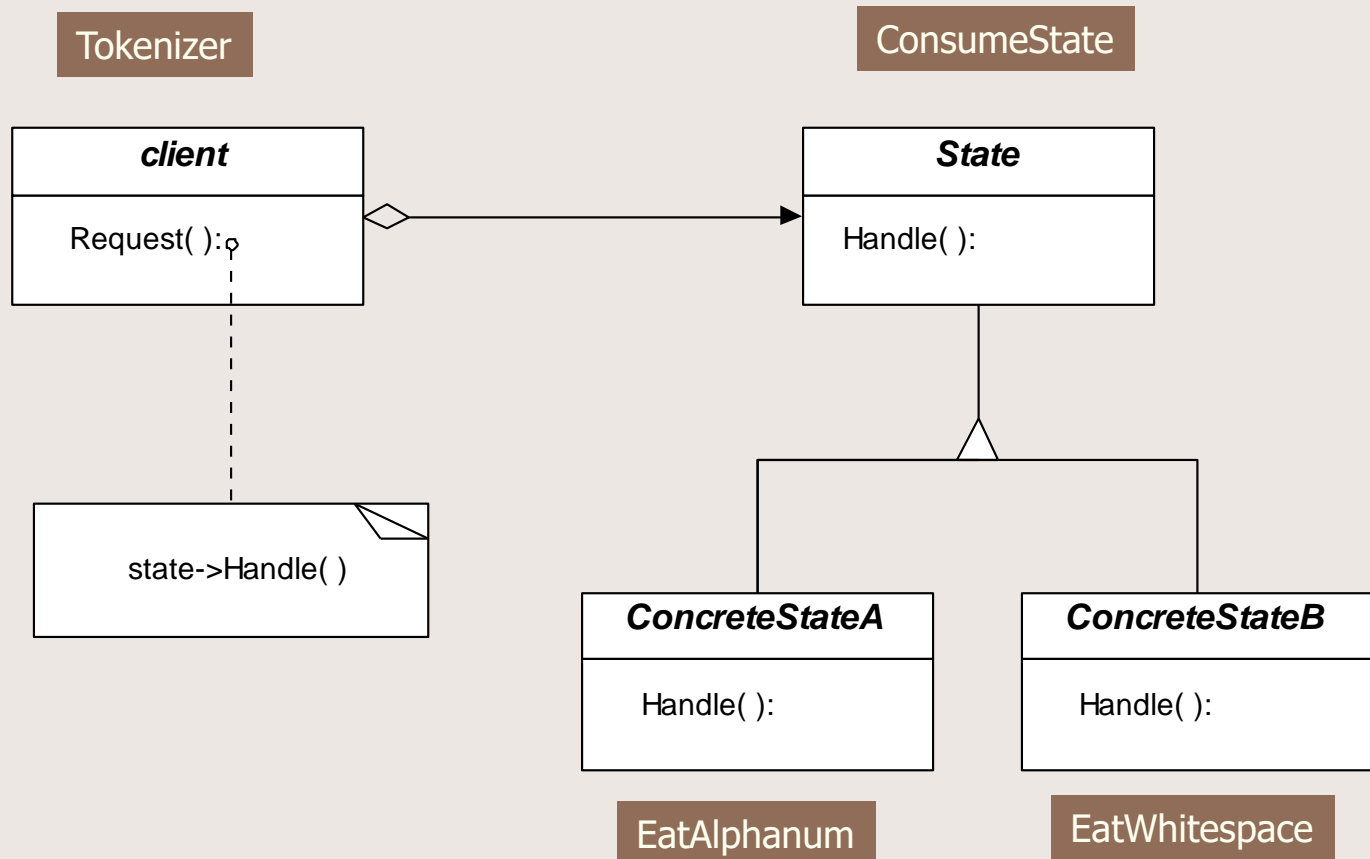 Tokenizer
ConsumeState
client
State
Request( ):
Handle( ):
state->Handle( )
ConcreteStateA
ConcreteStateB
Handle( ):
Handle( ):
EatAlphanum
EatWhitespace